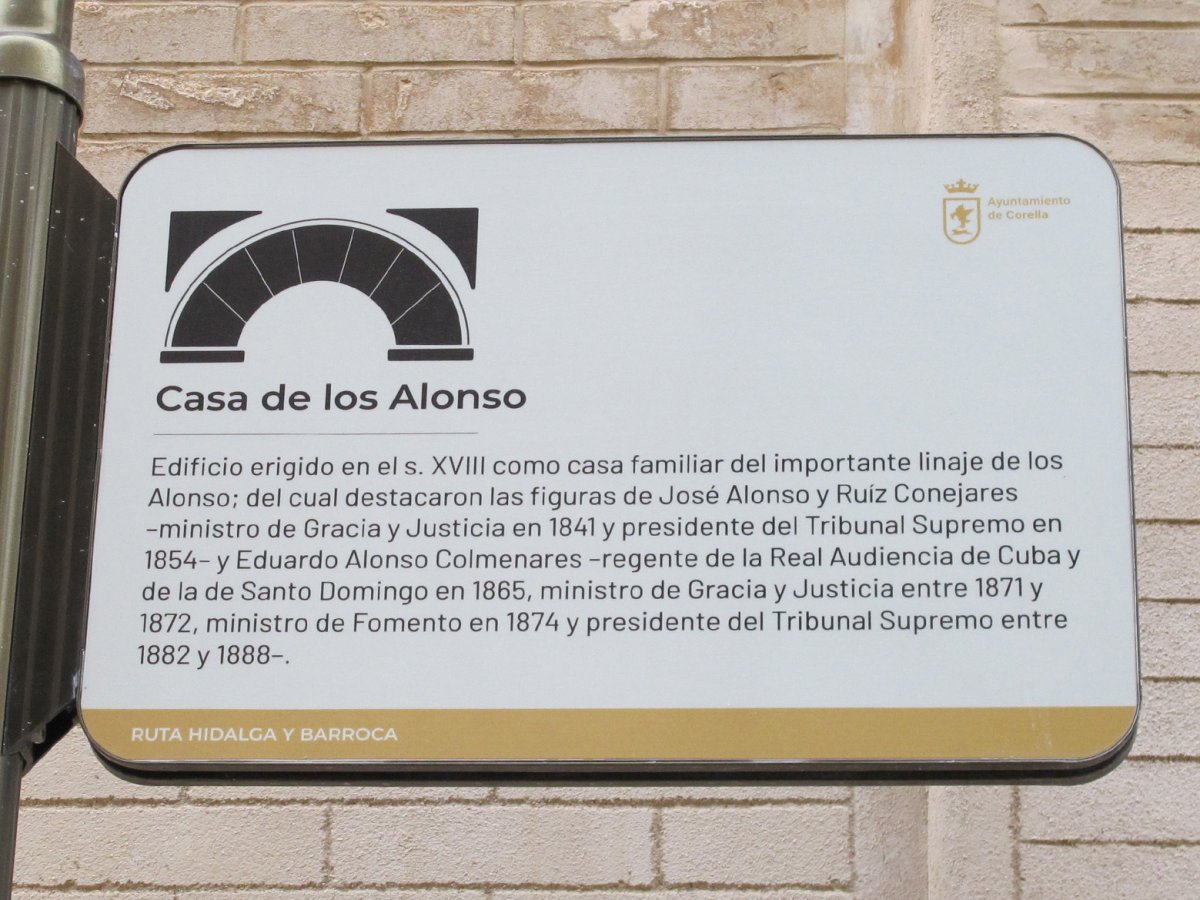 Ayuntamiento
de Corella
Casa de los Alonso
Edificio erigido en el s. XVIII como casa familiar del importante linaje de los
Alonso; del cual destacaron las figuras de José Alonso y Ruíz Conejares
–ministro de Gracia y Justicia en 1841 y presidente del Tribunal Supremo en
1854– y Eduardo Alonso Colmenares –regente de la Real Audiencia de Cuba y
de la de Santo Domingo en 1865, ministro de Gracia y Justicia entre 1871 y
1872, ministro de Fomento en 1874 y presidente del Tribunal Supremo entre
1882 y 1888–.
RUTA HIDALGA Y BARROCA